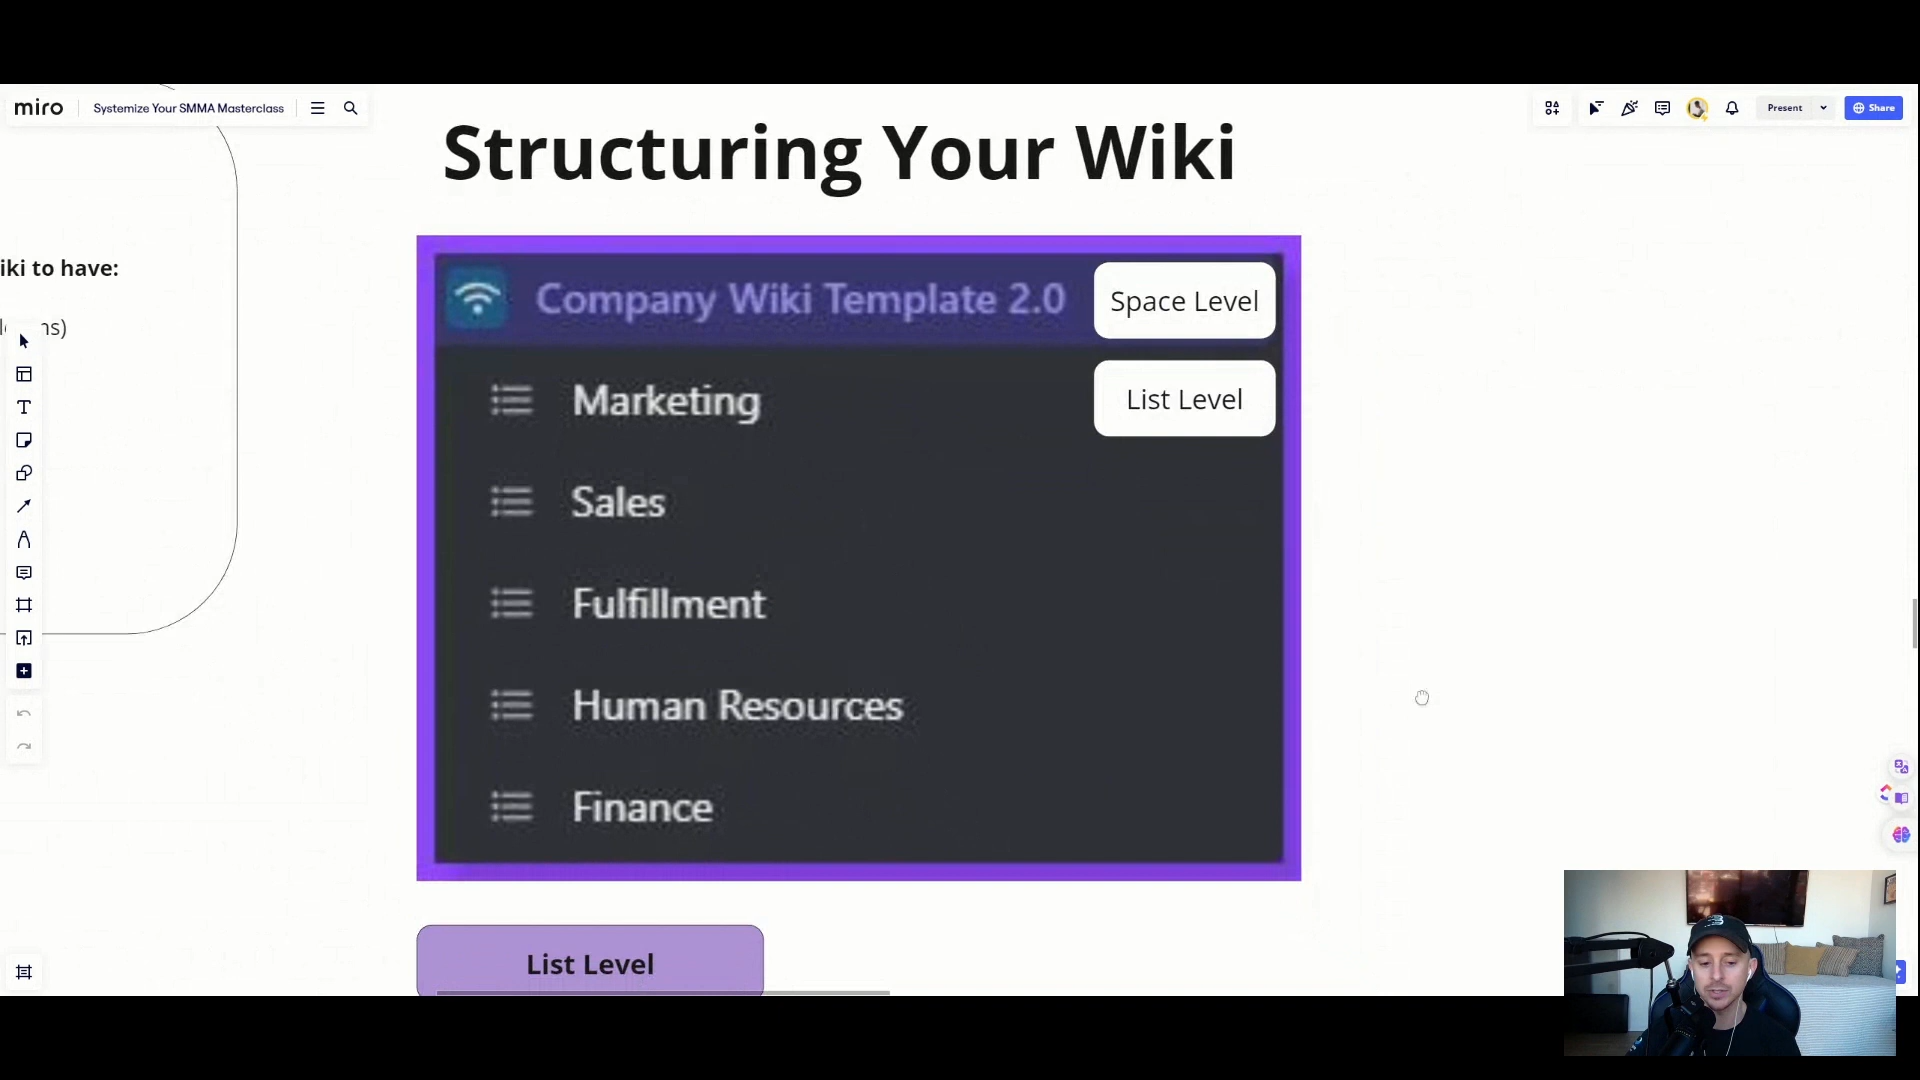 miro
Systemize Your SMMA Masterclass
Present
Share
Structuring Your Wiki
iki to have:
ns)
Company Wiki Template 2.0
Space Level
Marketing
List Level
Sales
Fulfillment
Human Resources
Finance
List Level